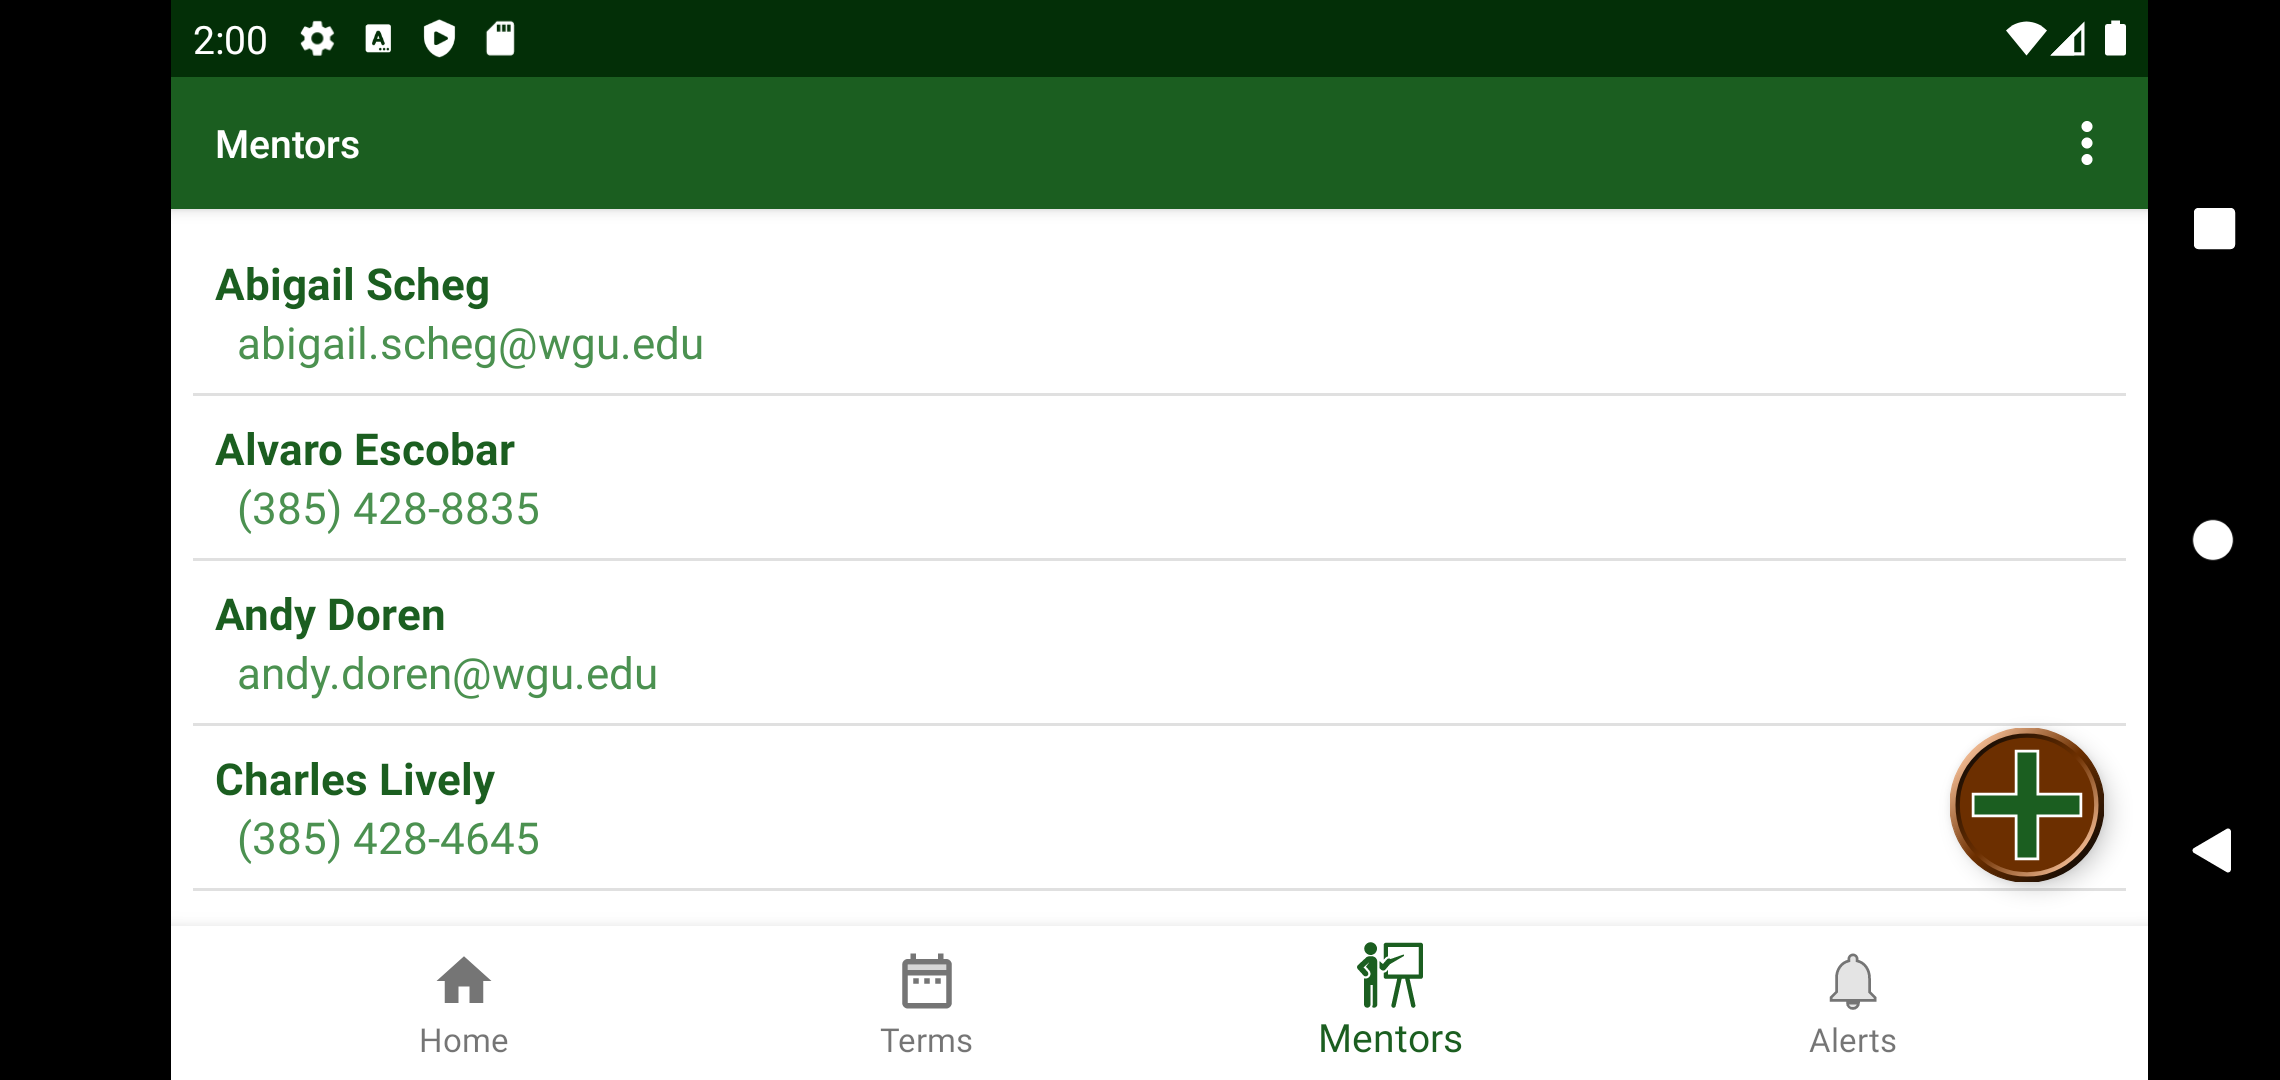 2:00
Mentors
Abigail Scheg
abigail.scheg@wgu.edu
Alvaro Escobar
(385) 428-8835
Andy Doren
andy.doren@wgu.edu
Charles Lively
(385) 428-4645
Home
Terms
Mentors
Alerts